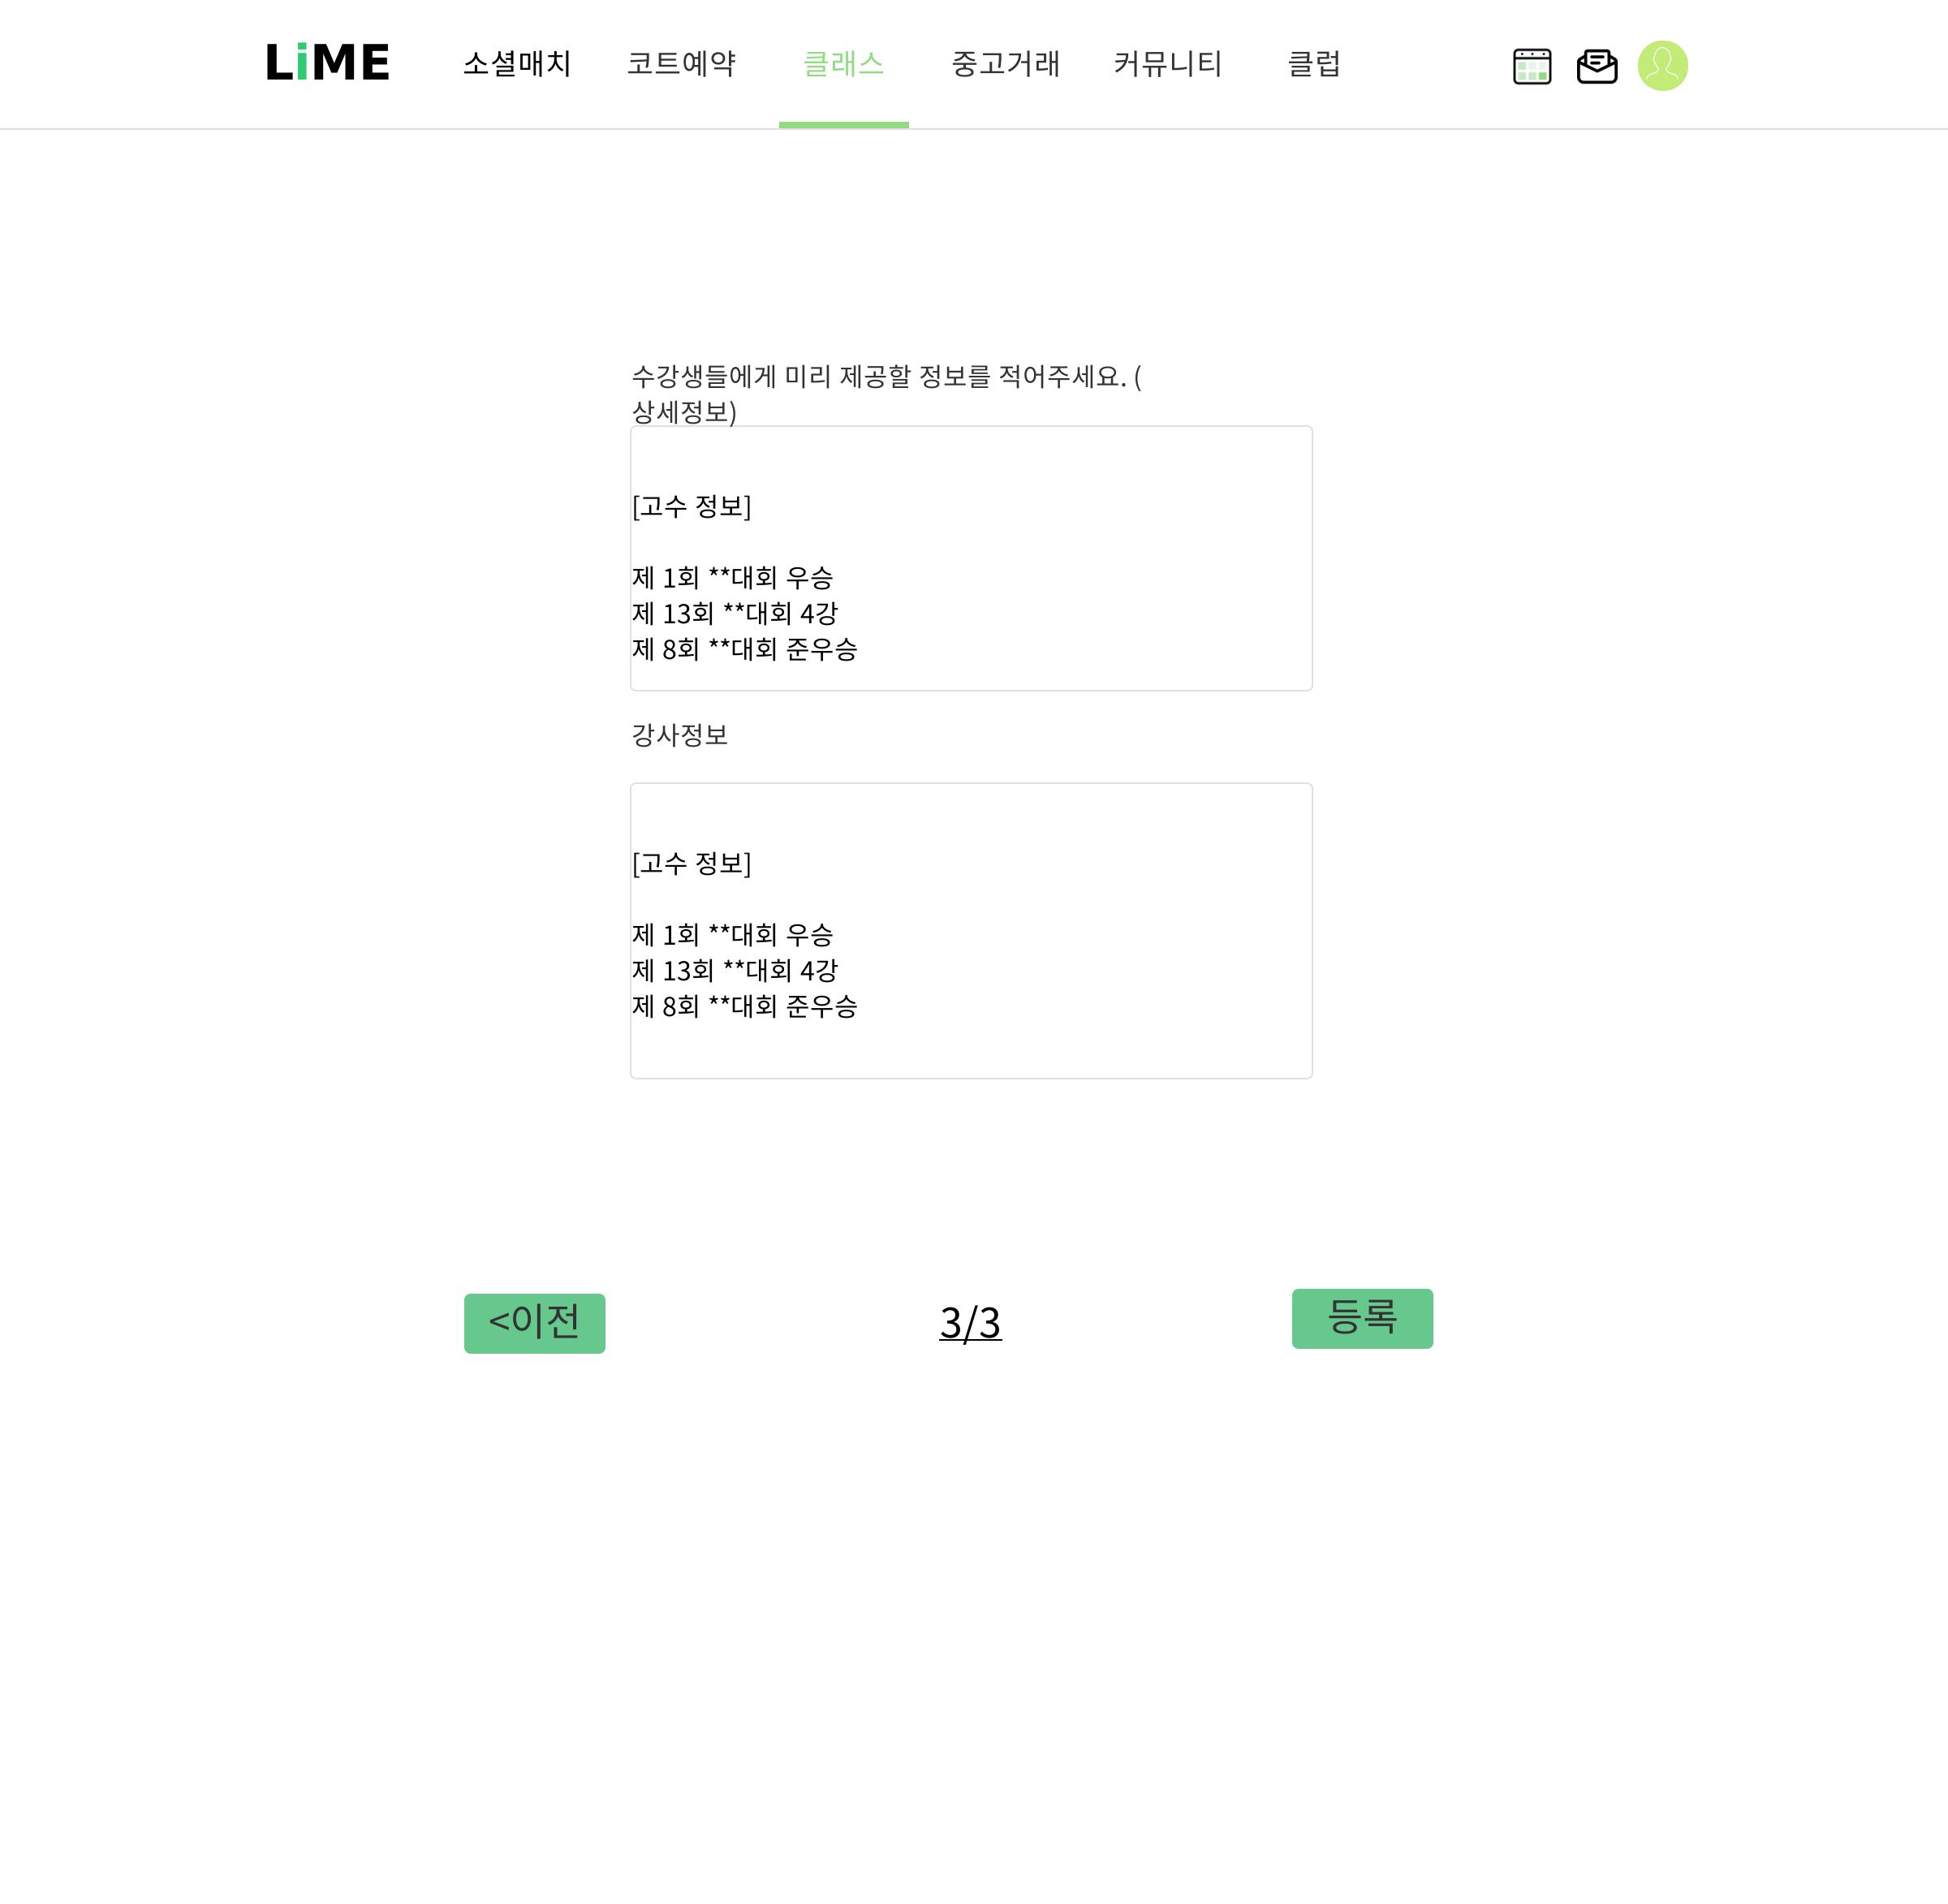 LiME 소셜매치 코트예약 클래스 중고거래 커뮤니티 클럽
수강생들에게 미리 제공할 정보를 적어주세요. (
상세정보)
[고수 정보]
제 1회 **대회 우승
제 13회 **대회 4강
제 8회 **대회 준우승
강사정보
[고수 정보]
제 1회 **대회 우승
제 13회 **대회 4강
제 8회 **대회 준우승
<이전 3/3 등록